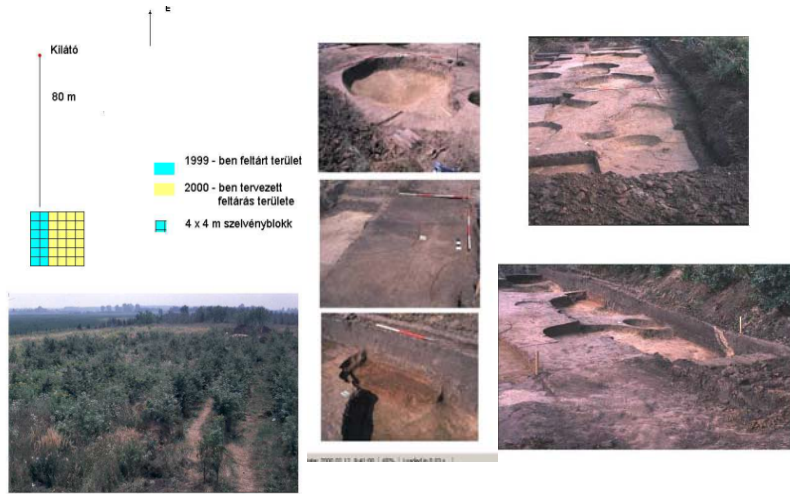 É
Kilátó
80 m
1999 - ben feltárt terület
2000 - ben tervezett
feltárás területe
4 x 4 m szelvényblokk